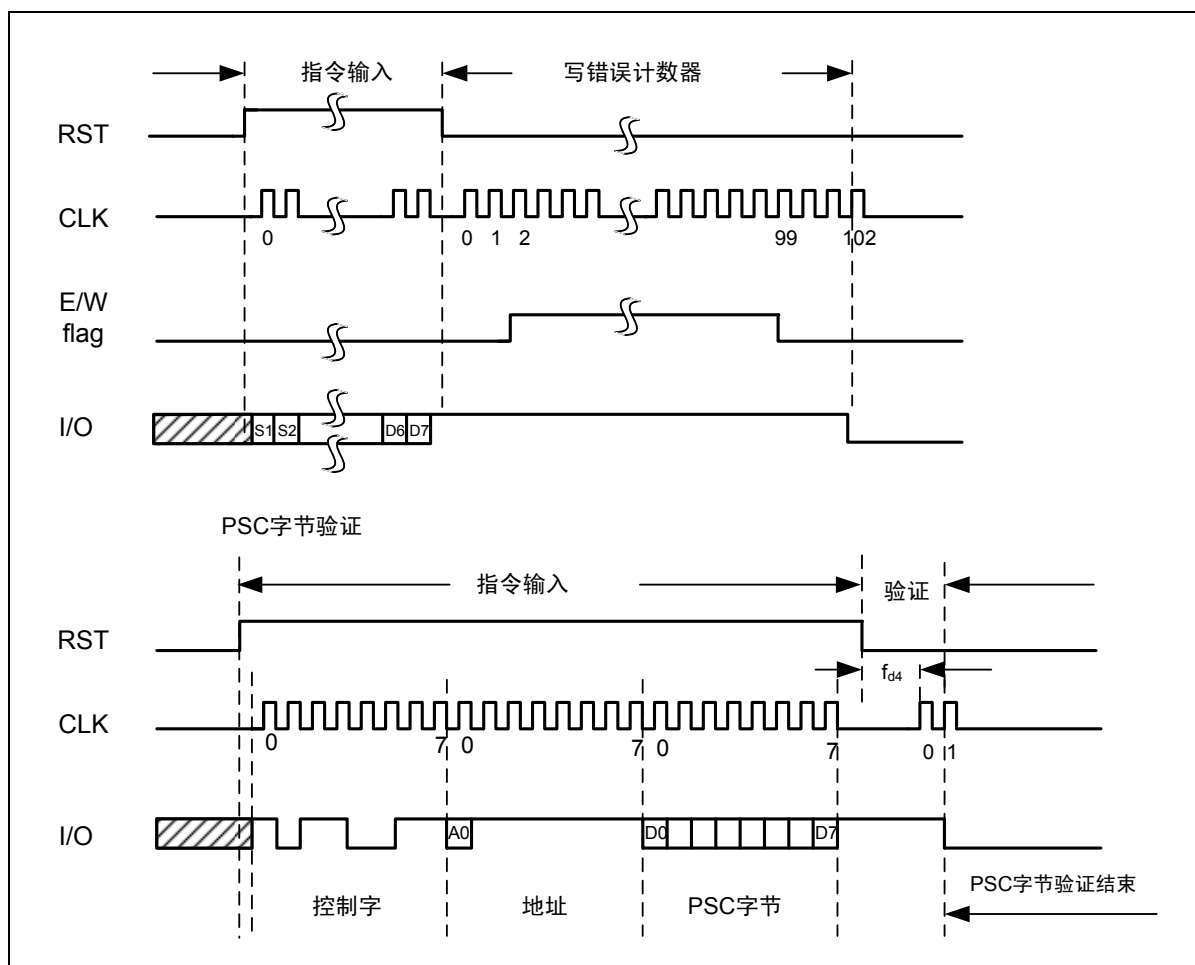 指令输入 写错误计数器
RST
CLK
0 0 1 2 99 102
E/W
flag
I/O S1 S2 D6 D7
PSC字节验证
指令输入 验证
RST
fd4
CLK
0 7 0 7 0 7 0 1
I/O A0 D0 D7
控制字 地址 PSC字节 PSC字节验证结束